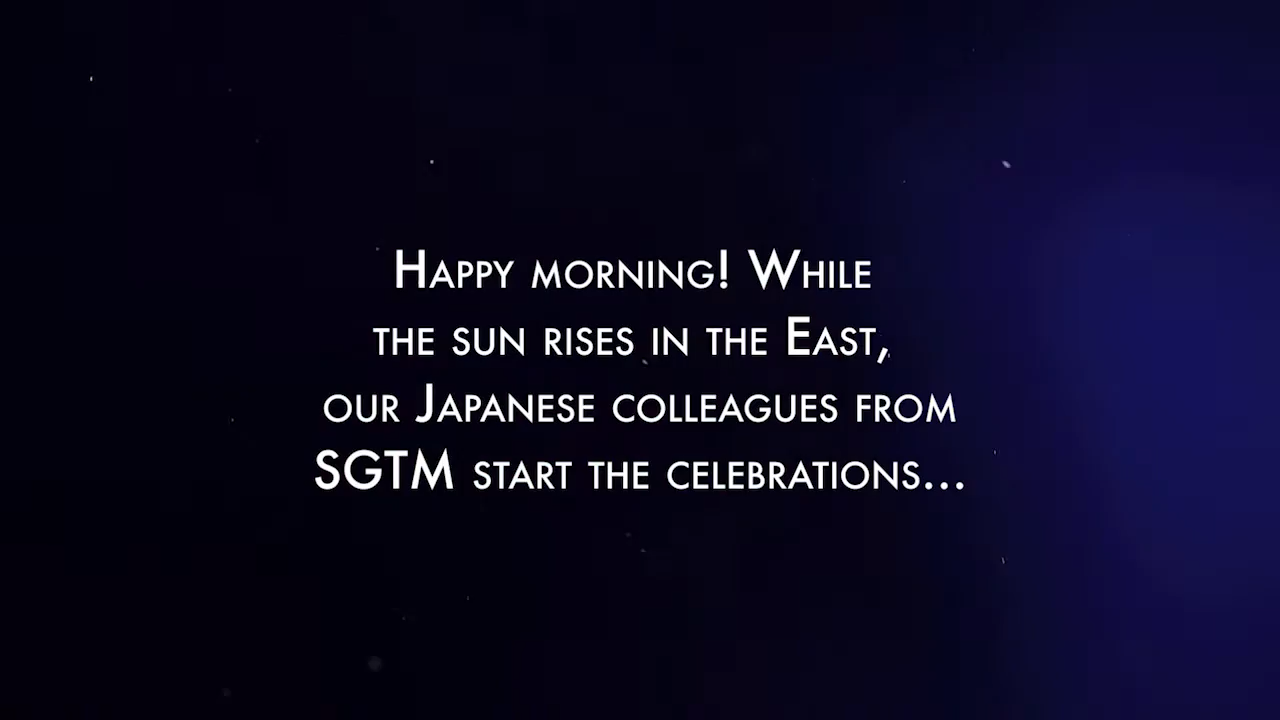 Happy morning! While
the sun rises in the East,
our Japanese colleagues from
SGTM start the celebrations...